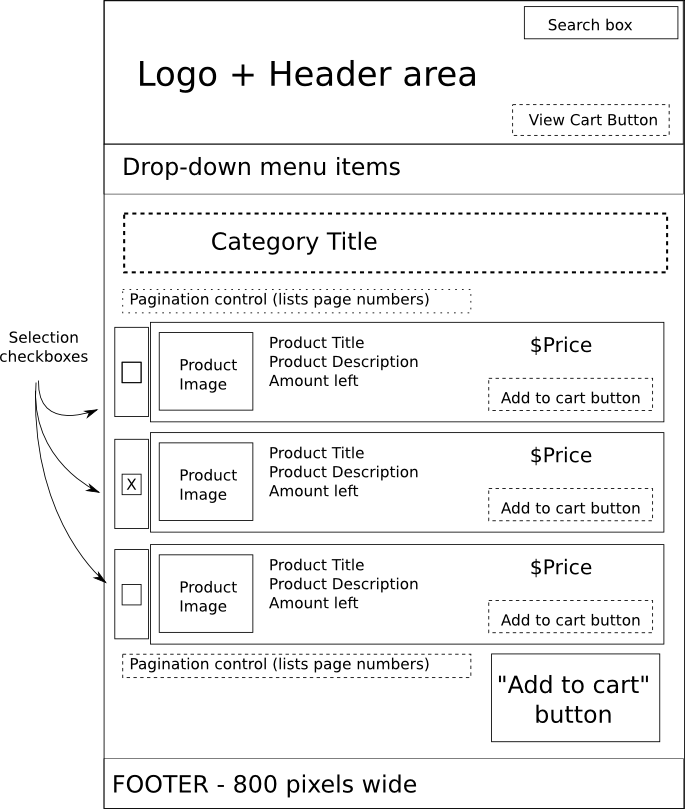 Search box
Logo + Header area
View Cart Button
Drop-down menu items
Category Title
Pagination control (lists page numbers)
Selection
checkboxes
Product
Image
Product Title
Product Description
Amount left
$Price
Add to cart button
X
Product
Image
Product Title
Product Description
Amount left
$Price
Add to cart button
Product
Image
Product Title
Product Description
Amount left
$Price
Add to cart button
Pagination control (lists page numbers)
"Add to cart"
button
FOOTER - 800 pixels wide